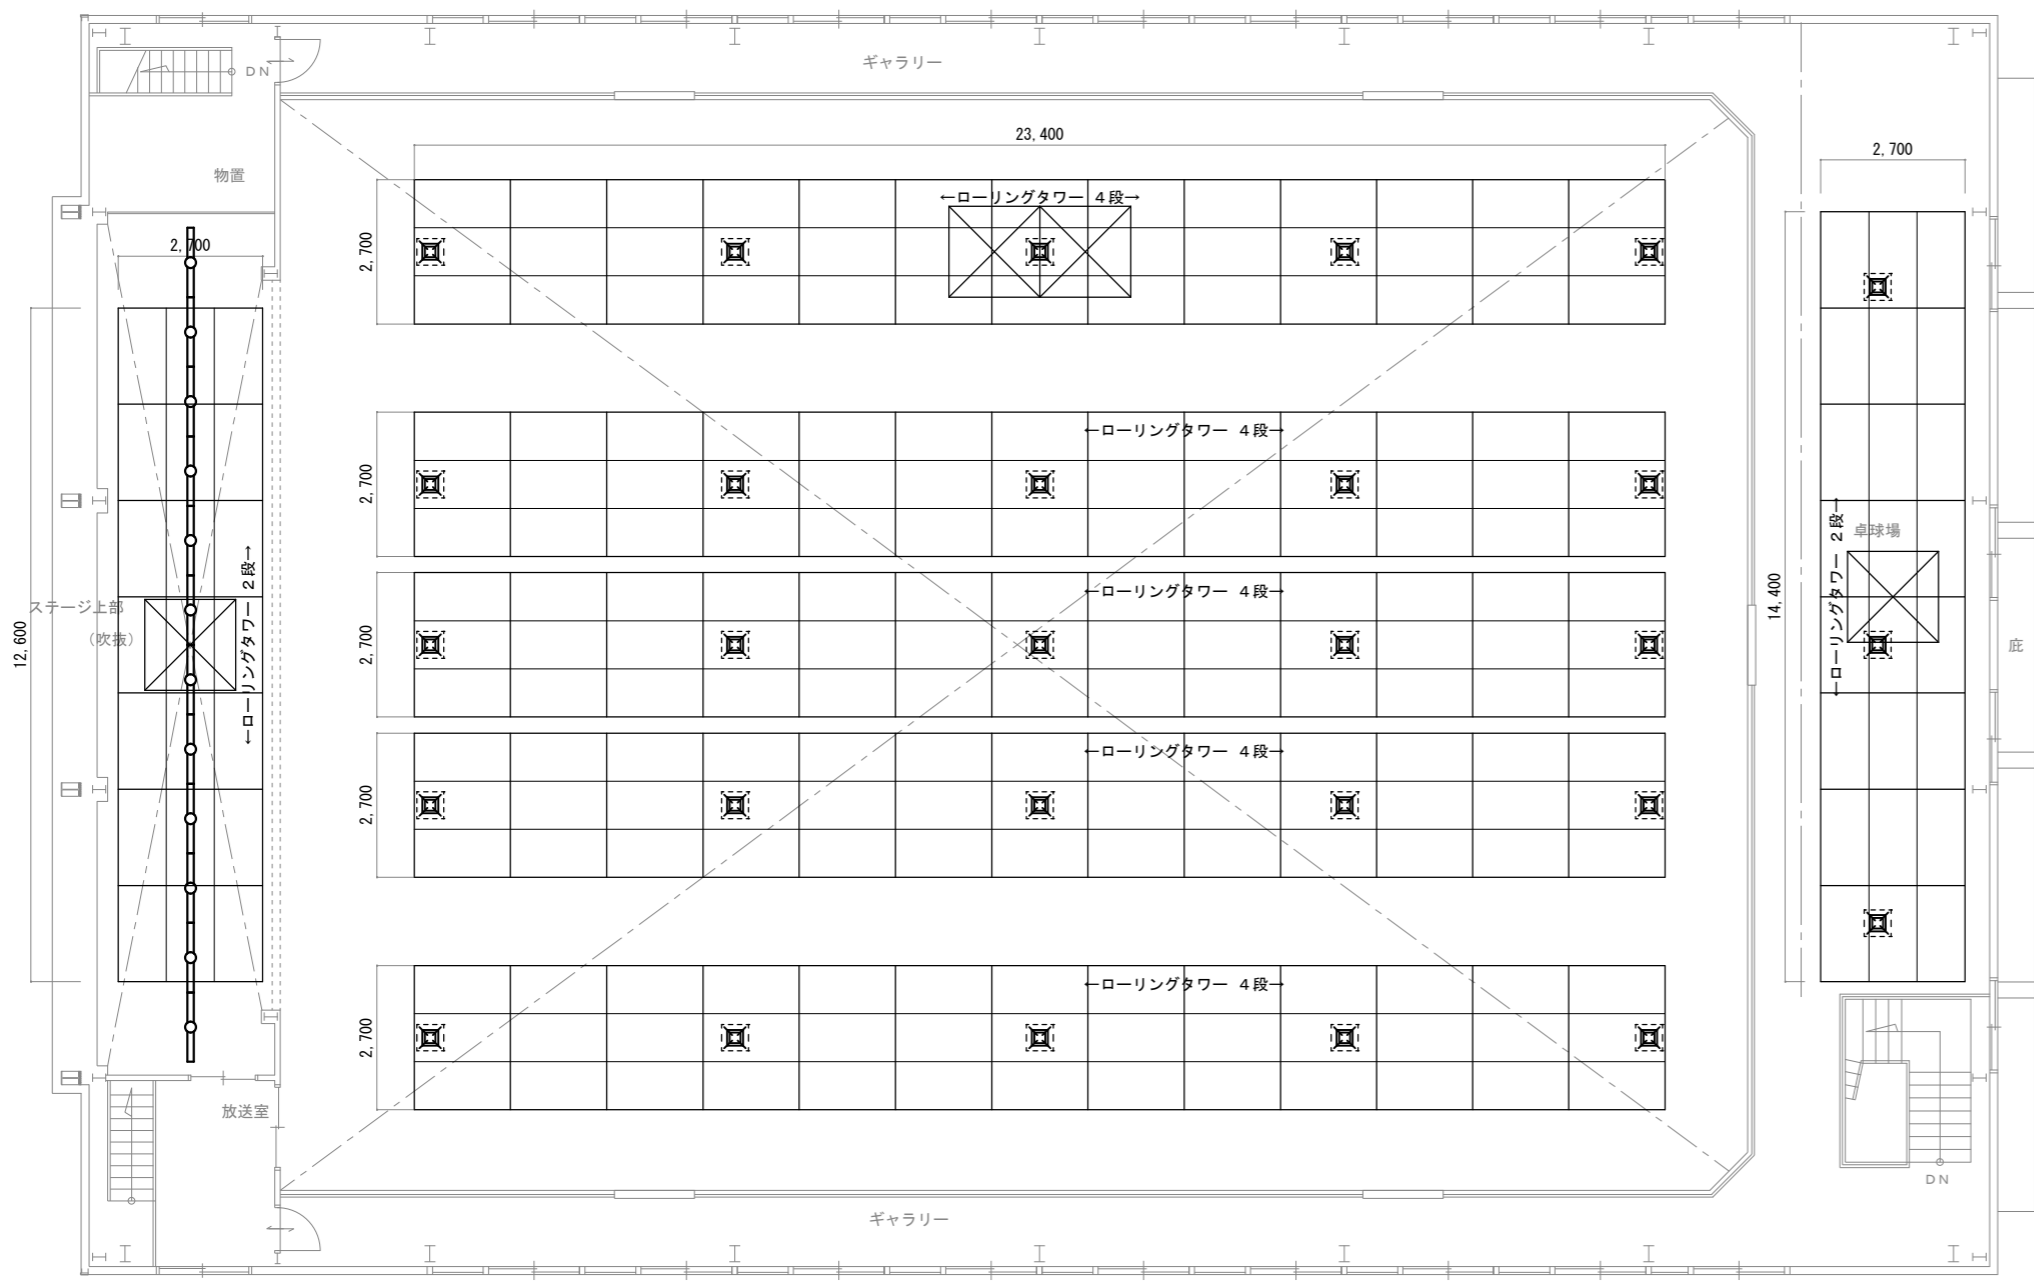 ギャラリー
DN
23,400
2,700
物置
←ローリングタワー 4段→
2,700
2,700
←ローリングタワー 4段→
2,700
←ローリングタワー 2段→
卓球場
14,400
←ローリングタワー 2段→
ステージ上部
(吹抜)
12,600
←ローリングタワー 4段→
2,700
庇
←ローリングタワー 4段→
2,700
←ローリングタワー 4段→
2,700
放送室
DN
ギャラリー